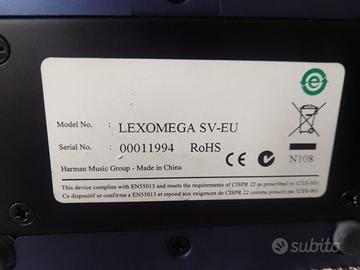 Model No. : LEXOMEGA SV-EU
Serial No. : 00011994 RoHS
Harman Music Group - Made in China
CE
N108
This device complies with EN55013 and meets the requirements of CISPR 22 as prescribed by ICES-003.
Ce dispositif se confirme a EN55013 et repond aux exigences de CISPR 22 comme prescrit par ICES-003.
subito